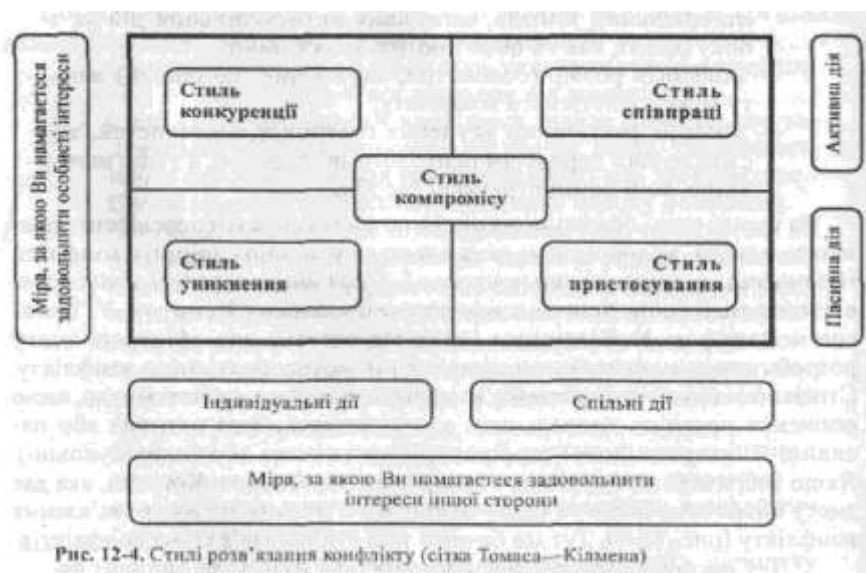 Міра, за якою Ви намагаєтеся
задовольнити особисті інтереси
Стиль
конкуренції
Стиль
співпраці
Активна дія
Стиль
компромісу
Стиль
уникнення
Стиль
пристосування
Пасивна дія
Індивідуальні дії
Спільні дії
Міра, за якою Ви намагаєтеся задовольнити
інтереси іншої сторони
Рис. 12-4. Стилі розв'язання конфлікту (сітка Томаса—Кілмена)